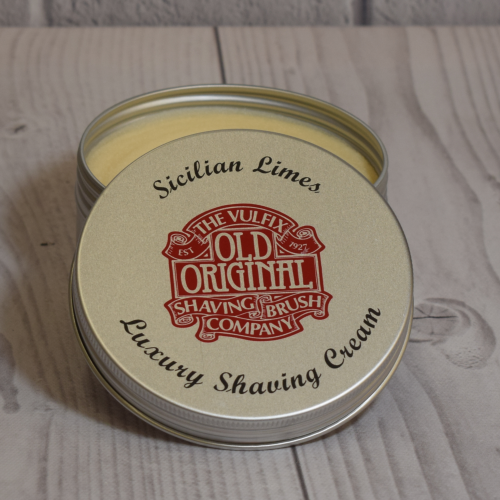 Sicilian Limes
THE VULFIX
EST 1927
OLD
ORIGINAL
SHAVING BRUSH
COMPANY
Luxury Shaving Cream